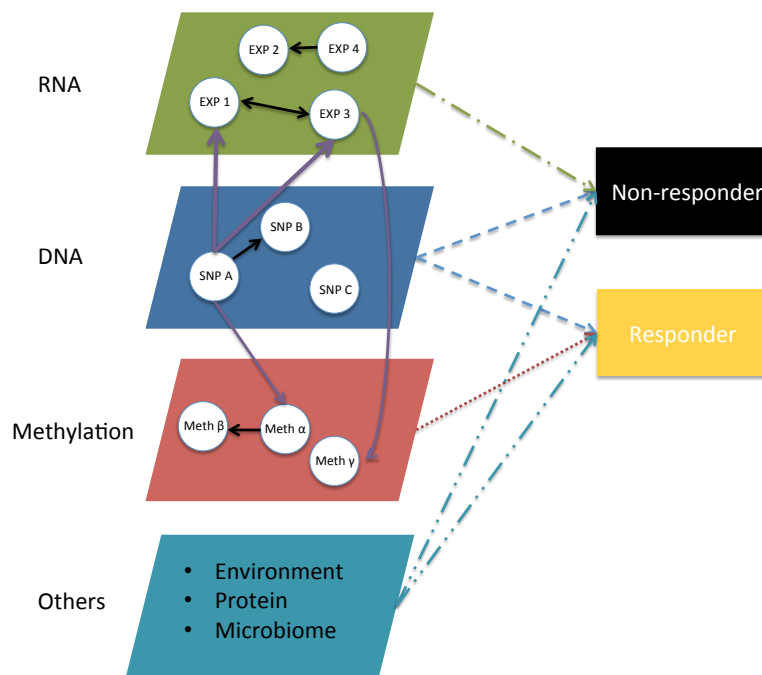 RNA
EXP 2
EXP 4
EXP 1
EXP 3
Non-responder
DNA
SNP B
SNP A
SNP C
Responder
Methylation
Meth β
Meth α
Meth γ
Others
• Environment
• Protein
• Microbiome